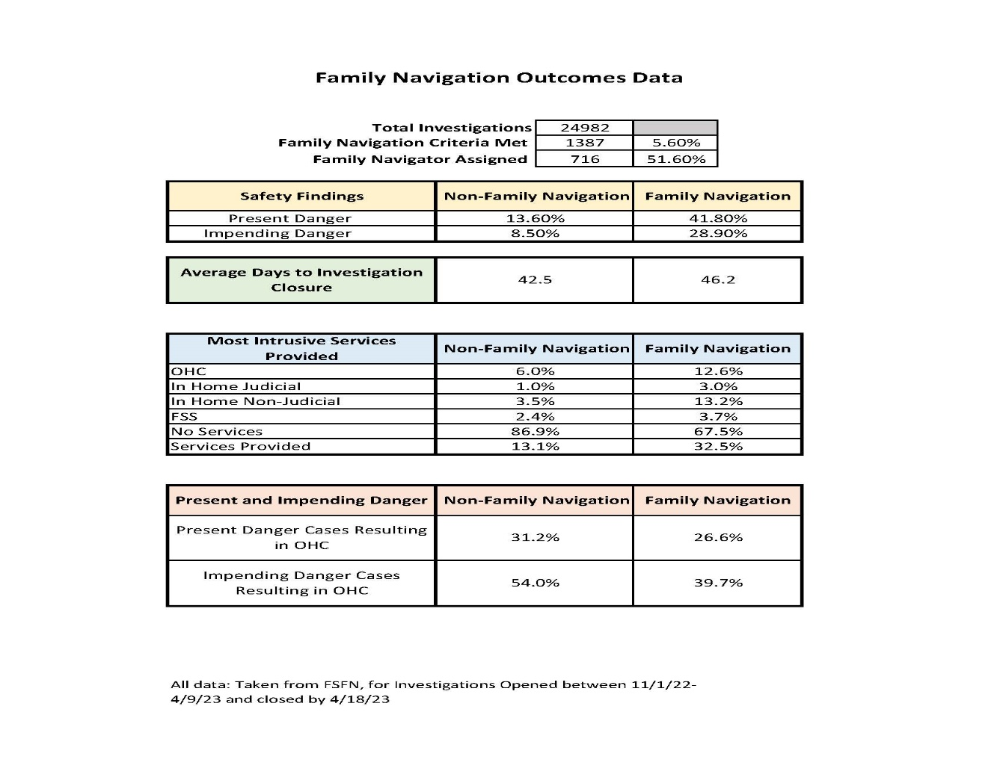 Family Navigation Outcomes Data
Total Investigations 24982
Family Navigation Criteria Met 1387 5.60%
Family Navigator Assigned 716 51.60%
Safety Findings Non-Family Navigation Family Navigation
Present Danger 13.60% 41.80%
Impending Danger 8.50% 28.90%
Average Days to Investigation
Closure 42.5 46.2
Most Intrusive Services
Provided Non-Family Navigation Family Navigation
OHC 6.0% 12.6%
In Home Judicial 1.0% 3.0%
In Home Non-Judicial 3.5% 13.2%
FSS 2.4% 3.7%
No Services 86.9% 67.5%
Services Provided 13.1% 32.5%
Present and Impending Danger Non-Family Navigation Family Navigation
Present Danger Cases Resulting
in OHC 31.2% 26.6%
Impending Danger Cases
Resulting in OHC 54.0% 39.7%
All data: Taken from FSFN, for Investigations Opened between 11/1/22-
4/9/23 and closed by 4/18/23